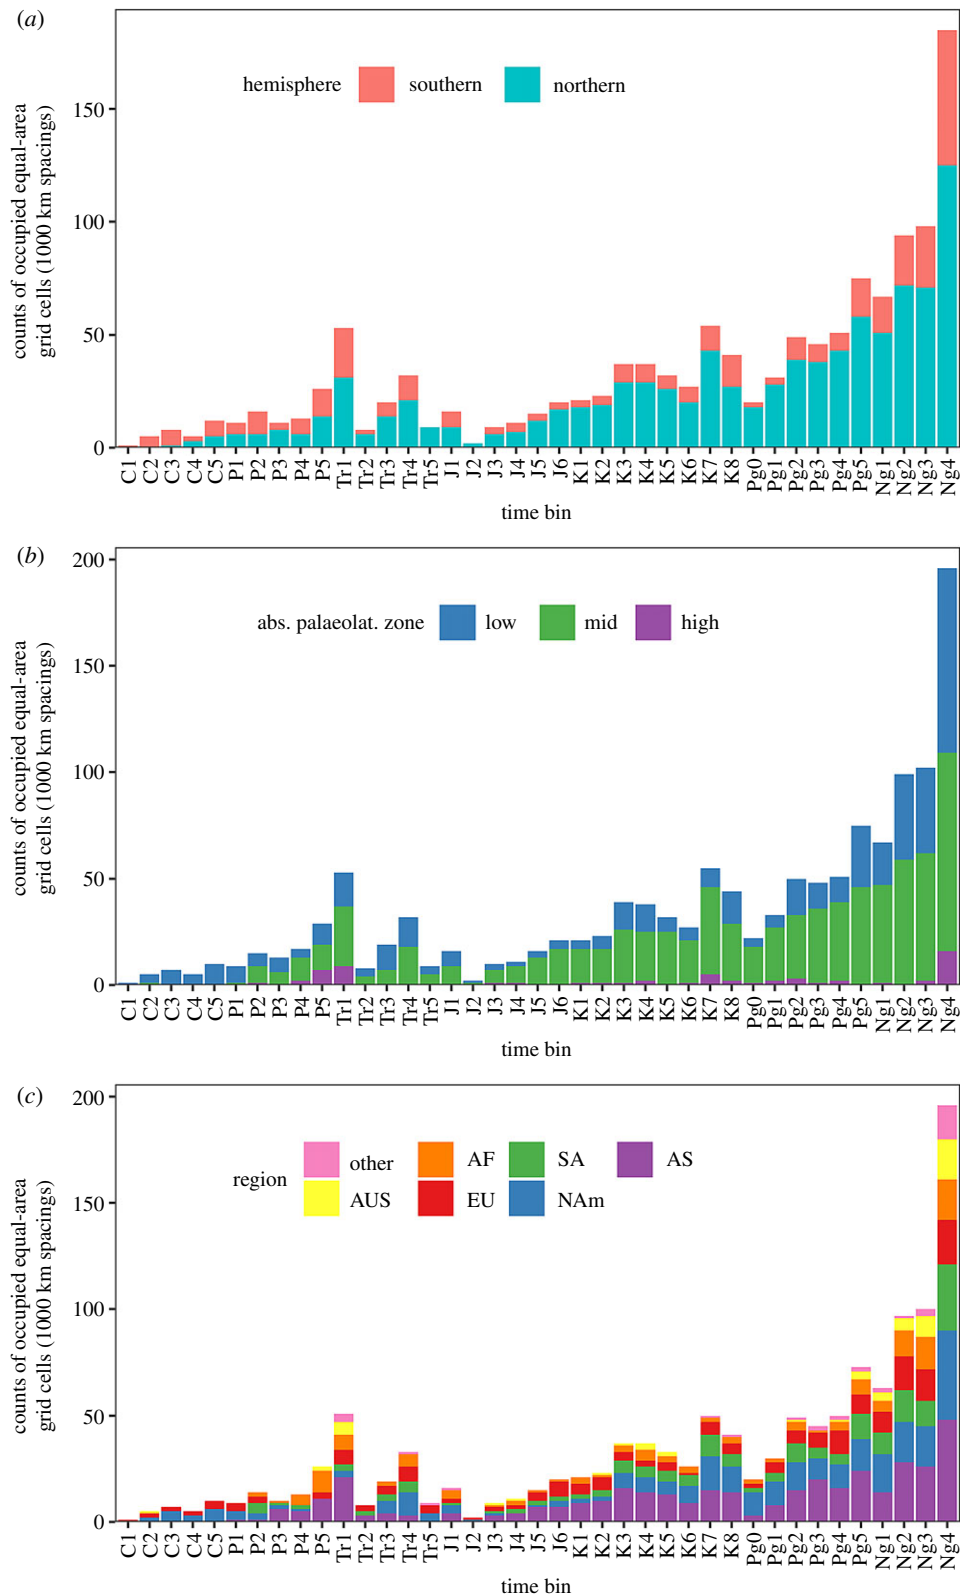 (a)
hemisphere southern northern
150
100
50
0
counts of occupied equal-area
grid cells (1000 km spacings)
C1 C2 C3 C4 C5 P1 P2 P3 P4 P5 Tr1 Tr2 Tr3 Tr4 Tr5 J1 J2 J3 J4 J5 J6 K1 K2 K3 K4 K5 K6 K7 K8 Pg0 Pg1 Pg2 Pg3 Pg4 Pg5 Ng1 Ng2 Ng3 Ng4
time bin
(b)
abs. palaeolat. zone low mid high
200
150
100
50
0
counts of occupied equal-area
grid cells (1000 km spacings)
C1 C2 C3 C4 C5 P1 P2 P3 P4 P5 Tr1 Tr2 Tr3 Tr4 Tr5 J1 J2 J3 J4 J5 J6 K1 K2 K3 K4 K5 K6 K7 K8 Pg0 Pg1 Pg2 Pg3 Pg4 Pg5 Ng1 Ng2 Ng3 Ng4
time bin
(c)
region
other AF SA AS
AUS EU NAm
200
150
100
50
0
counts of occupied equal-area
grid cells (1000 km spacings)
C1 C2 C3 C4 C5 P1 P2 P3 P4 P5 Tr1 Tr2 Tr3 Tr4 Tr5 J1 J2 J3 J4 J5 J6 K1 K2 K3 K4 K5 K6 K7 K8 Pg0 Pg1 Pg2 Pg3 Pg4 Pg5 Ng1 Ng2 Ng3 Ng4
time bin